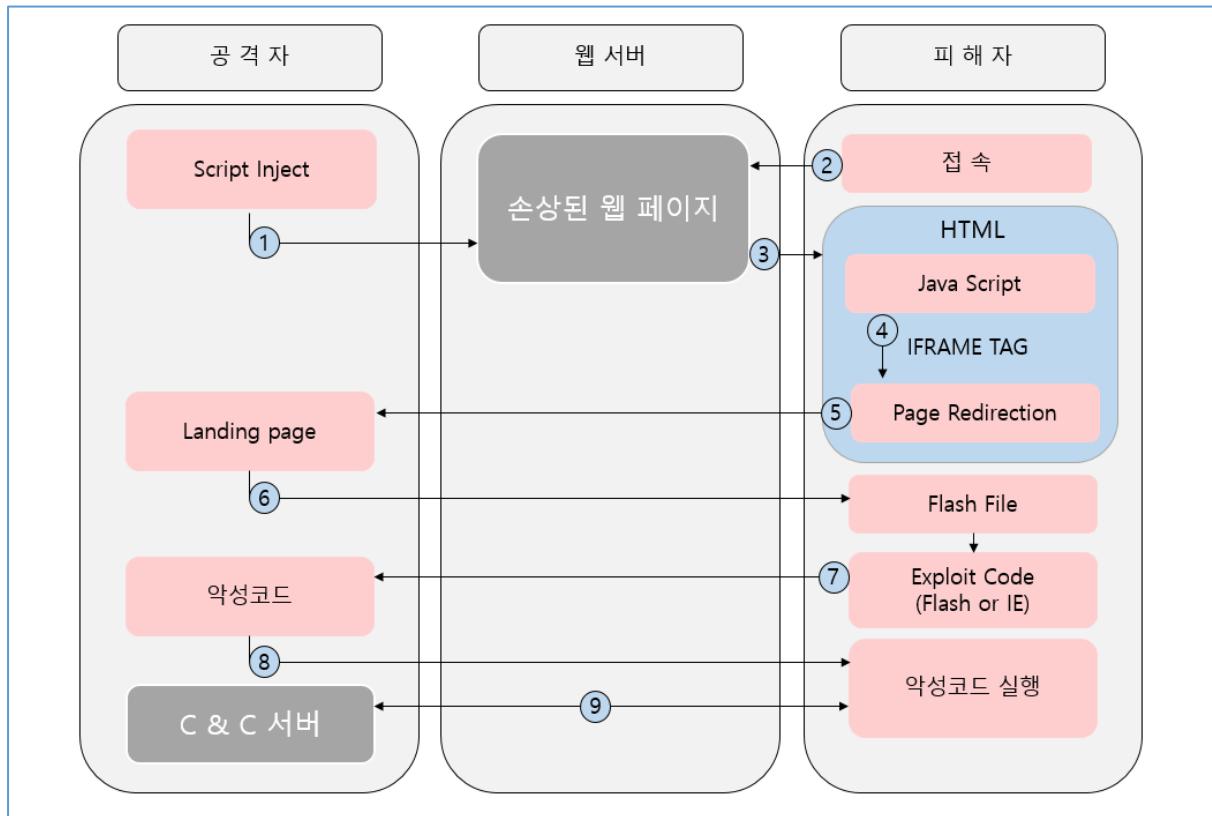 공 격 자
웹 서버
피 해 자
Script Inject
손상된 웹 페이지
② 접 속
①
③
HTML
Java Script
④ IFRAME TAG
Landing page
⑤ Page Redirection
⑥
Flash File
악성코드
⑦ Exploit Code
(Flash or IE)
⑧
악성코드 실행
C & C 서버
⑨